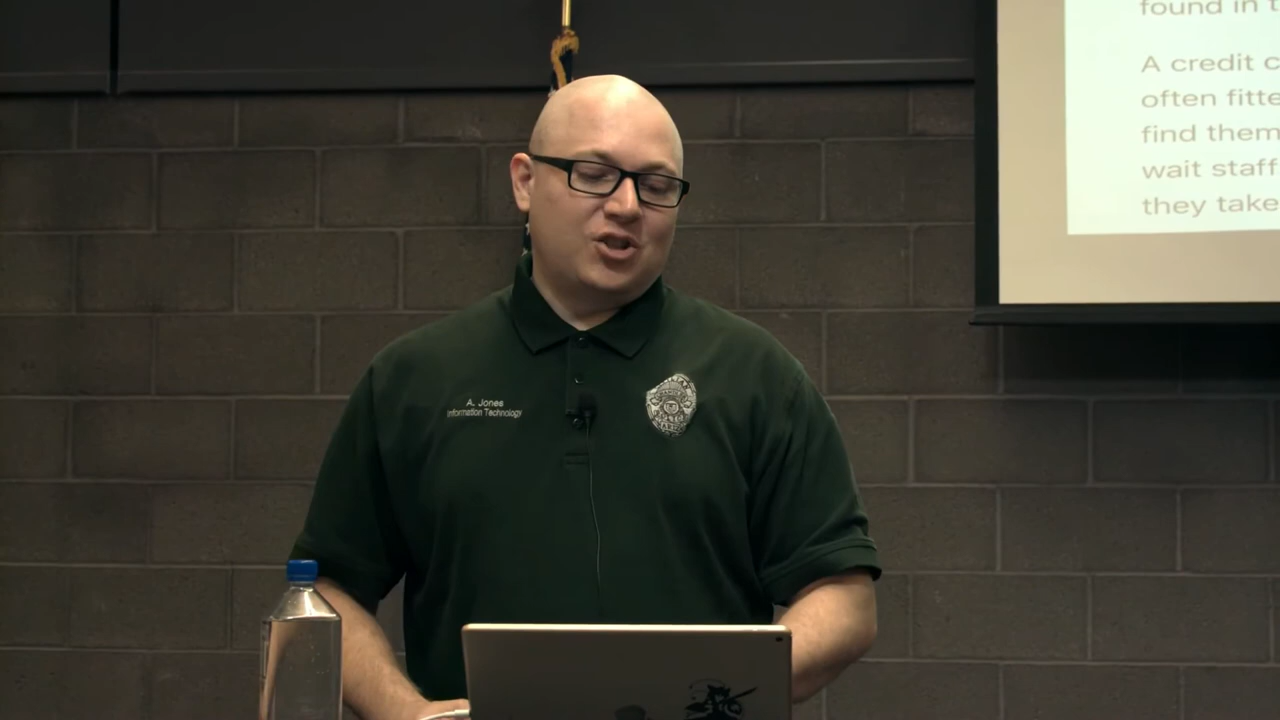 found in
A credit
often fitte
find them
wait staff
they take
A. Jones
Information Technology